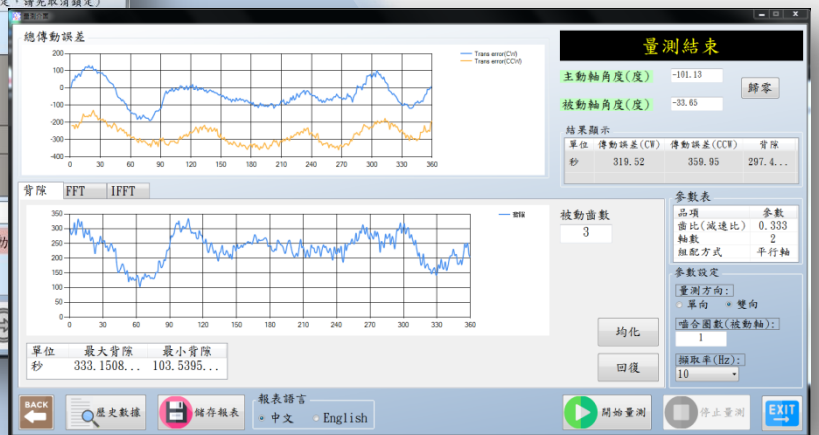 定，請先取消鎖定)
總傳動誤差
200
100
0
-100
-200
-300
-400
0 30 60 90 120 150 180 210 240 270 300 330 360
Trans error(CW)
Trans error(CCW)
量測結束
主動軸角度(度) -101.13
被動軸角度(度) -33.65
歸零
結果顯示
單位 傳動誤差(CW) 傳動誤差(CCW) 背隙
秒 319.52 359.95 297.4...
背隙 FFT IFFT
350
300
250
200
150
100
50
0
0 30 60 90 120 150 180 210 240 270 300 330 360
背隙
被動齒數
3
均化
回復
單位 最大背隙 最小背隙
秒 333.1508... 103.5395...
參數表
品項 參數
齒比(減速比) 0.333
軸數 2
組配方式 平行軸
參數設定
量測方向:
單向 雙向
嚙合圈數(被動軸):
1
擷取率(Hz):
10
BACK
歷史數據
儲存報表
報表語言
中文 English
開始量測
停止量測
EXIT